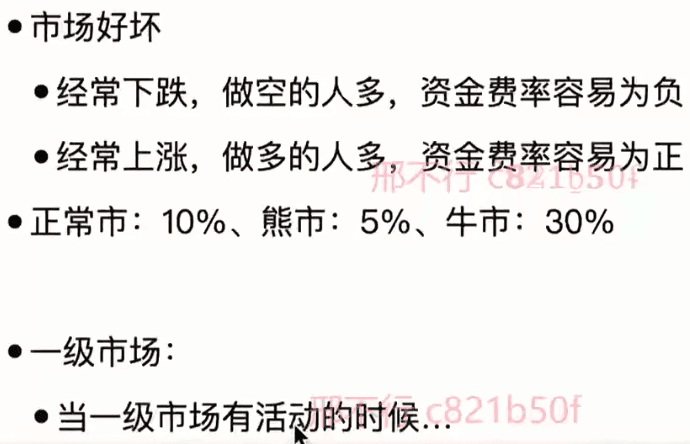 • 市场好坏
• 经常下跌，做空的人多，资金费率容易为负
• 经常上涨，做多的人多，资金费率容易为正
邢不行 c821b50f
• 正常市：10%、熊市：5%、牛市：30%
• 一级市场：
• 当一级市场有活动的时候...
邢不行 c821b50f